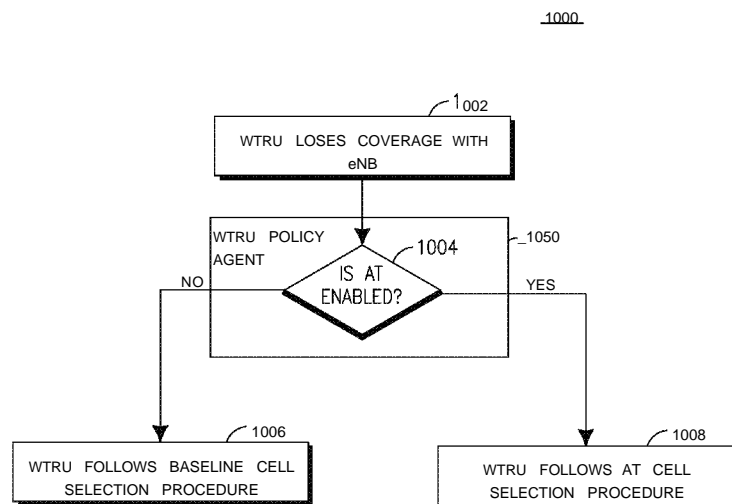 1000
1002
WTRU LOSES COVERAGE WITH
eNB
WTRU POLICY
AGENT
1050
1004
IS AT
ENABLED?
NO
YES
1006
WTRU FOLLOWS BASELINE CELL
SELECTION PROCEDURE
1008
WTRU FOLLOWS AT CELL
SELECTION PROCEDURE